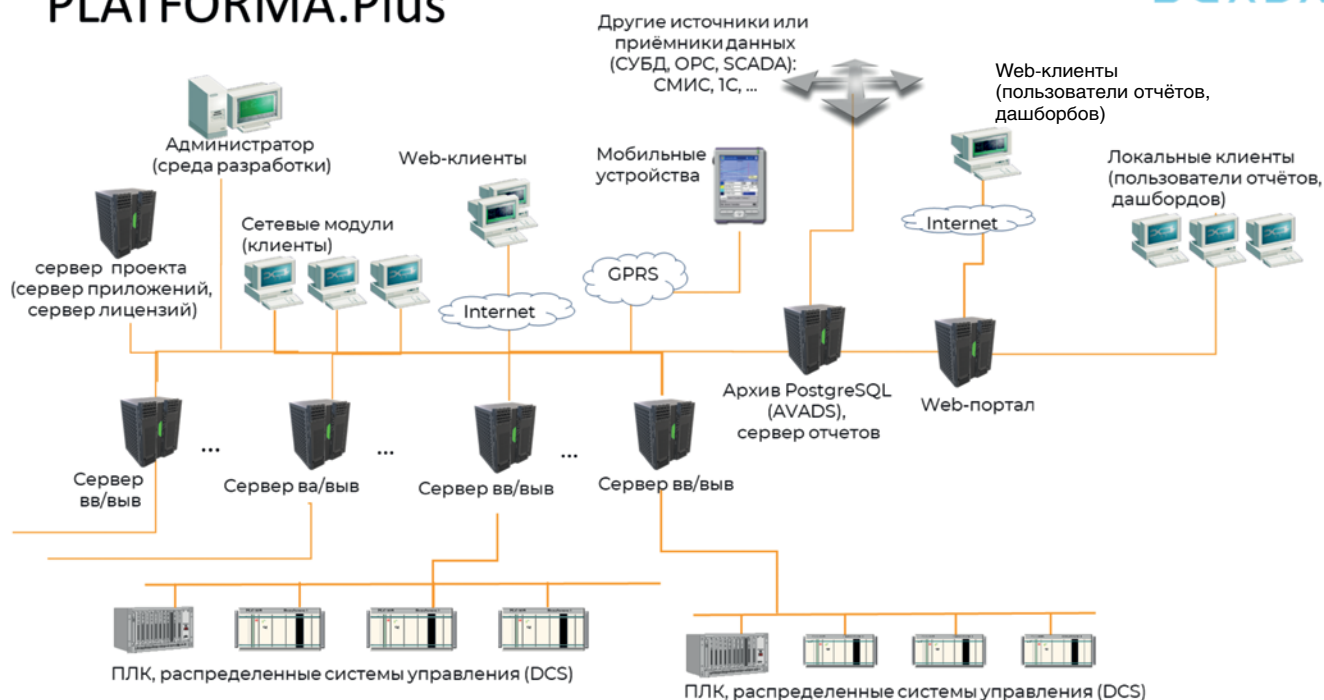 PLATFORMA.Plus
Другие источники или
приёмники данных
(СУБД, ОРС, SCADA):
СМИС, 1С, ...
Web-клиенты
(пользователи отчётов,
дашборбов)
Администратор
(среда разработки)
Web-клиенты
Мобильные
устройства
Локальные клиенты
(пользователи отчётов,
дашбордов)
Сетевые модули
(клиенты)
Internet
сервер проекта
(сервер приложений,
сервер лицензий)
GPRS
Internet
Архив PostgreSQL
(AVADS),
сервер отчетов
Web-портал
...
...
...
Сервер
вв/выв
Сервер ва/выв
Сервер вв/выв
Сервер вв/выв
ПЛК, распределенные системы управления (DCS)
ПЛК, распределенные системы управления (DCS)